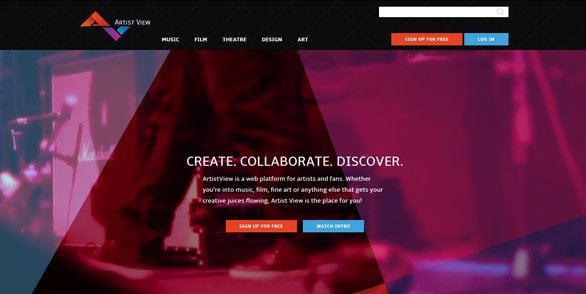 ARTIST VIEW
MUSIC FILM THEATRE DESIGN ART
SIGN UP FOR FREE LOG IN
Marshall
CREATE. COLLABORATE. DISCOVER.
ArtistView is a web platform for artists and fans. Whether
you're into music, film, fine art or anything else that gets your
creative juices flowing, Artist View is the place for you!
SIGN UP FOR FREE WATCH INTRO